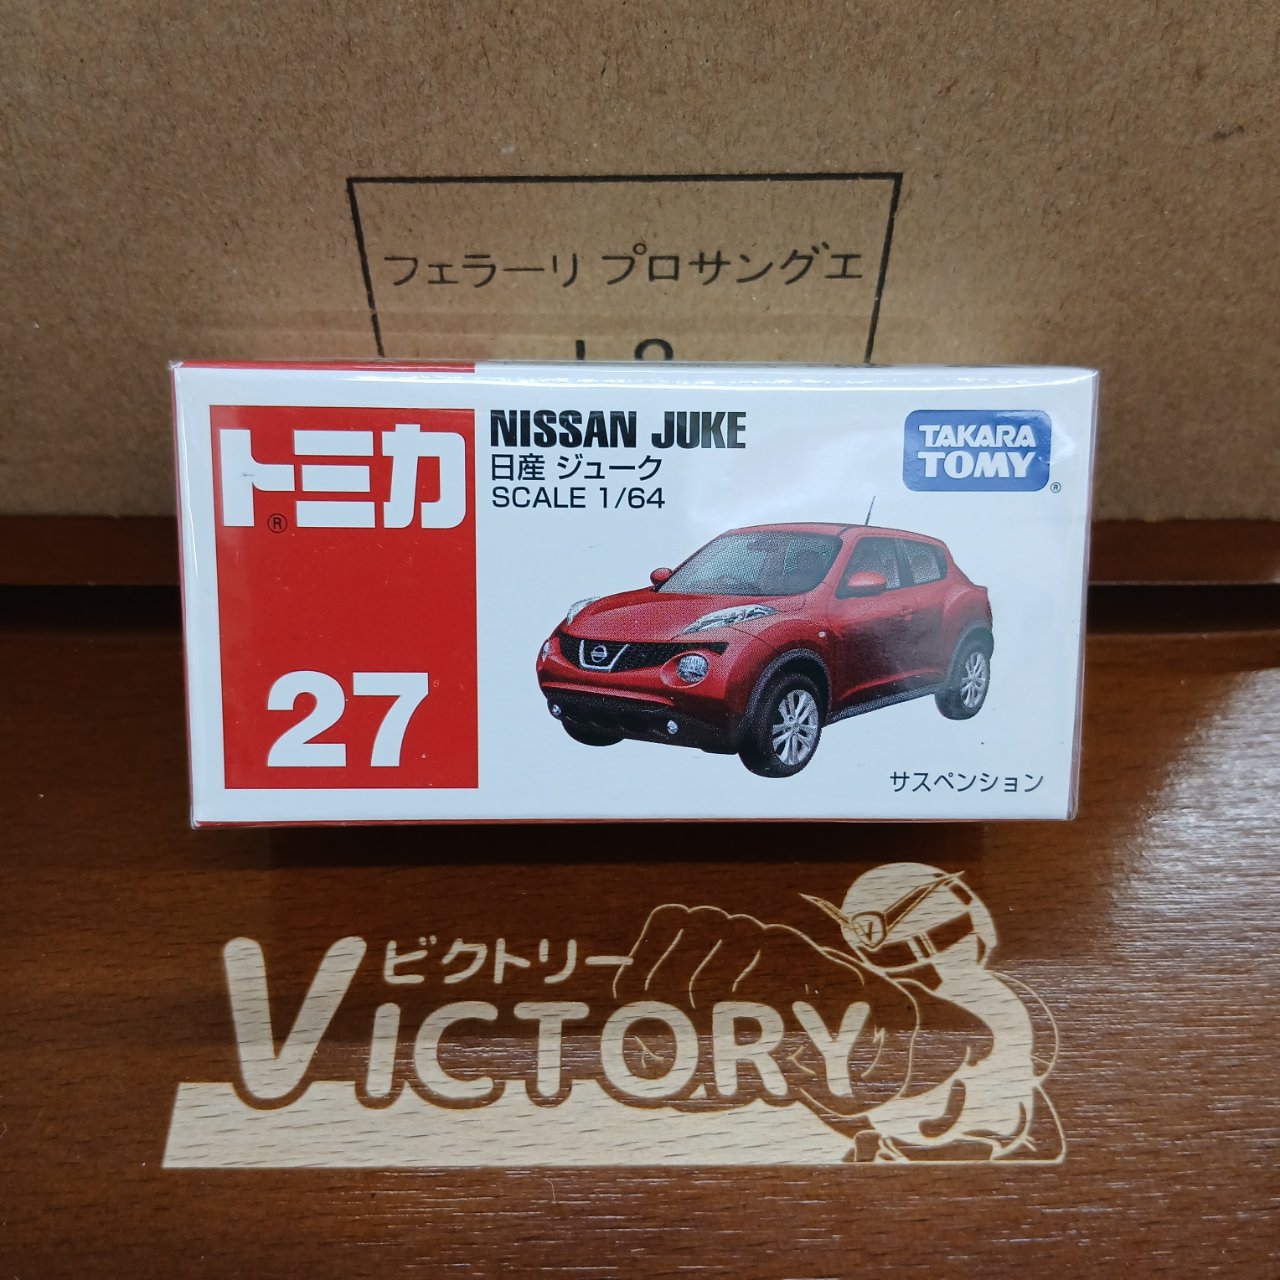 フェラーリ プロサングエ
トミカ
®
27
NISSAN JUKE
日産 ジューク
SCALE 1/64
TAKARA
TOMY
®
サスペンション
ビクトリー
VICTORY
V